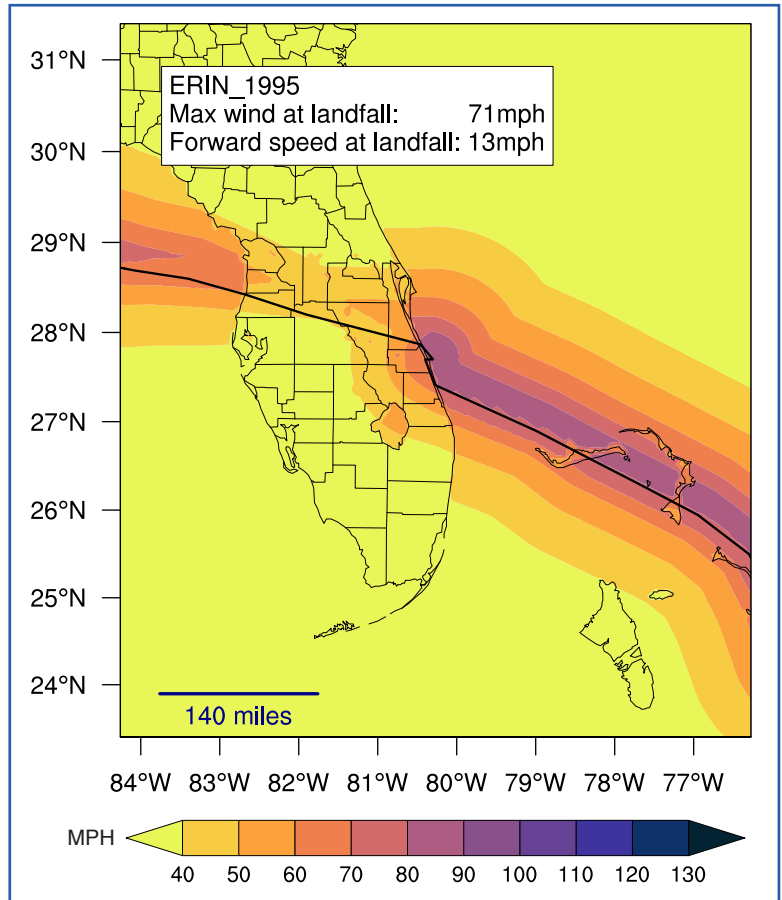 ERIN_1995
Max wind at landfall: 71mph
Forward speed at landfall: 13mph
31°N
30°N
29°N
28°N
27°N
26°N
25°N
24°N
140 miles
84°W 83°W 82°W 81°W 80°W 79°W 78°W 77°W
MPH
40 50 60 70 80 90 100 110 120 130